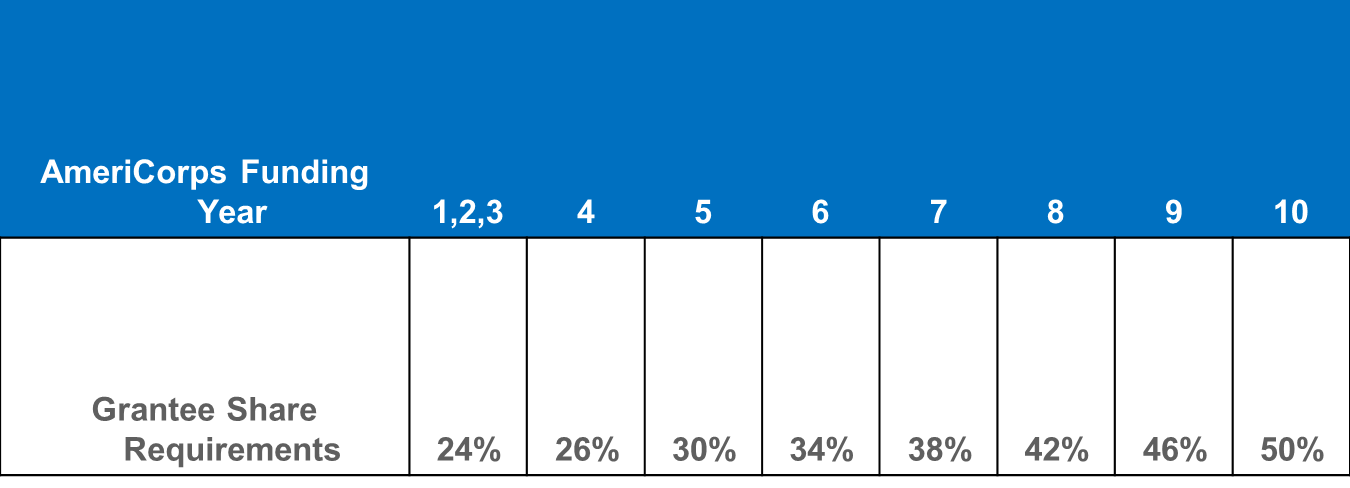 AmeriCorps Funding
Year 1,2,3 4 5 6 7 8 9 10
Grantee Share
Requirements 24% 26% 30% 34% 38% 42% 46% 50%